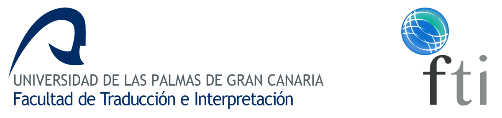 UNIVERSIDAD DE LAS PALMAS DE GRAN CANARIA
Facultad de Traducción e Interpretación
fti